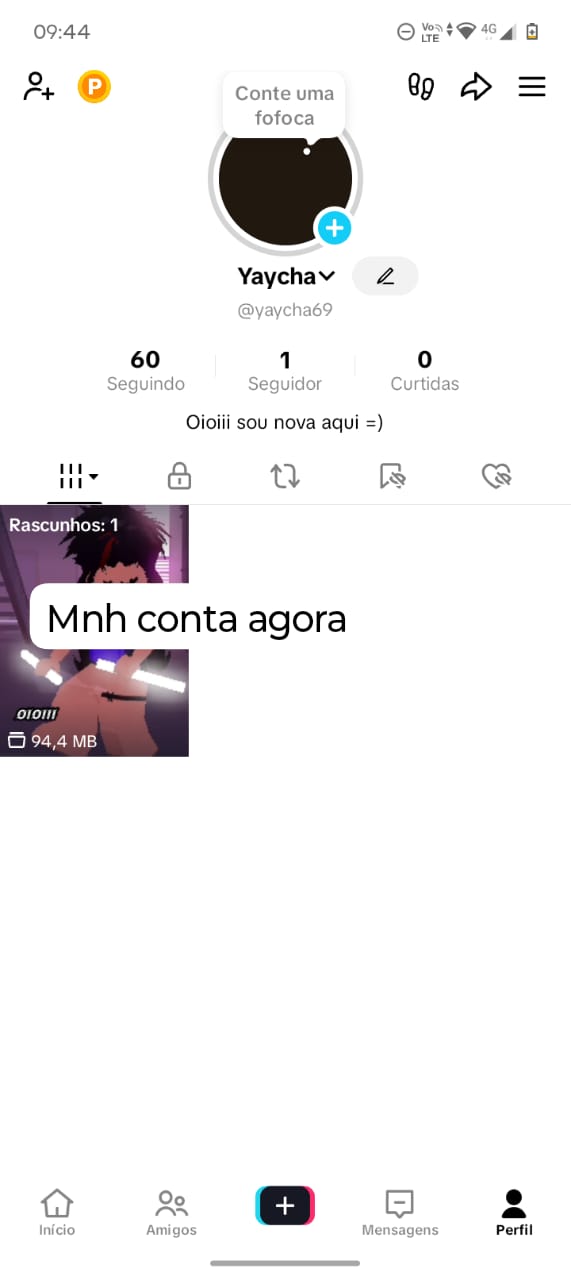 09:44
Vo
LTE
4G
P
Conte uma
fofoca
Yaycha
@yaycha69
60
Seguindo
1
Seguidor
0
Curtidas
Oioiii sou nova aqui =)
Rascunhos: 1
Mnh conta agora
OIOIII
94,4 MB
Início
Amigos
Mensagens
Perfil